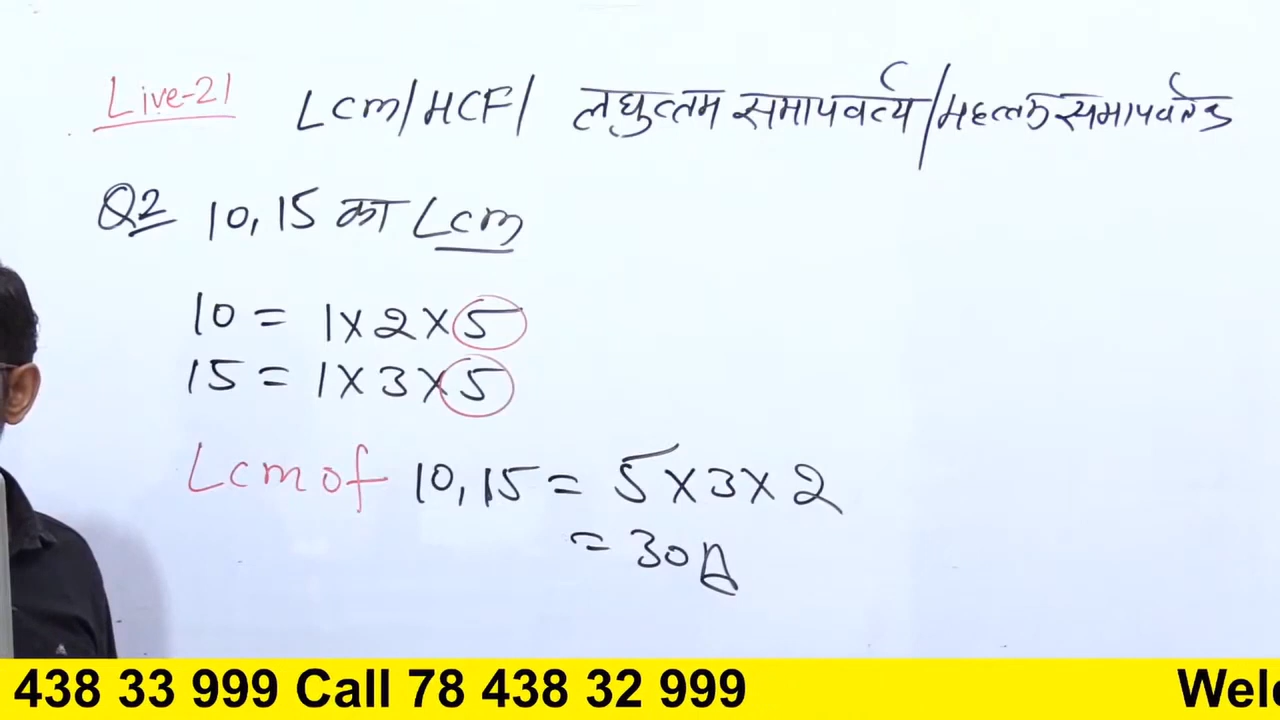 Live-21 Lcm/HCF/ लघुत्तम समापवर्त्य/महत्तम समापवर्तक
Q2 10, 15 का Lcm
10 = 1×2×5
15 = 1×3×5
Lcm of 10, 15 = 5×3×2
= 30
438 33 999 Call 78 438 32 999 Welc